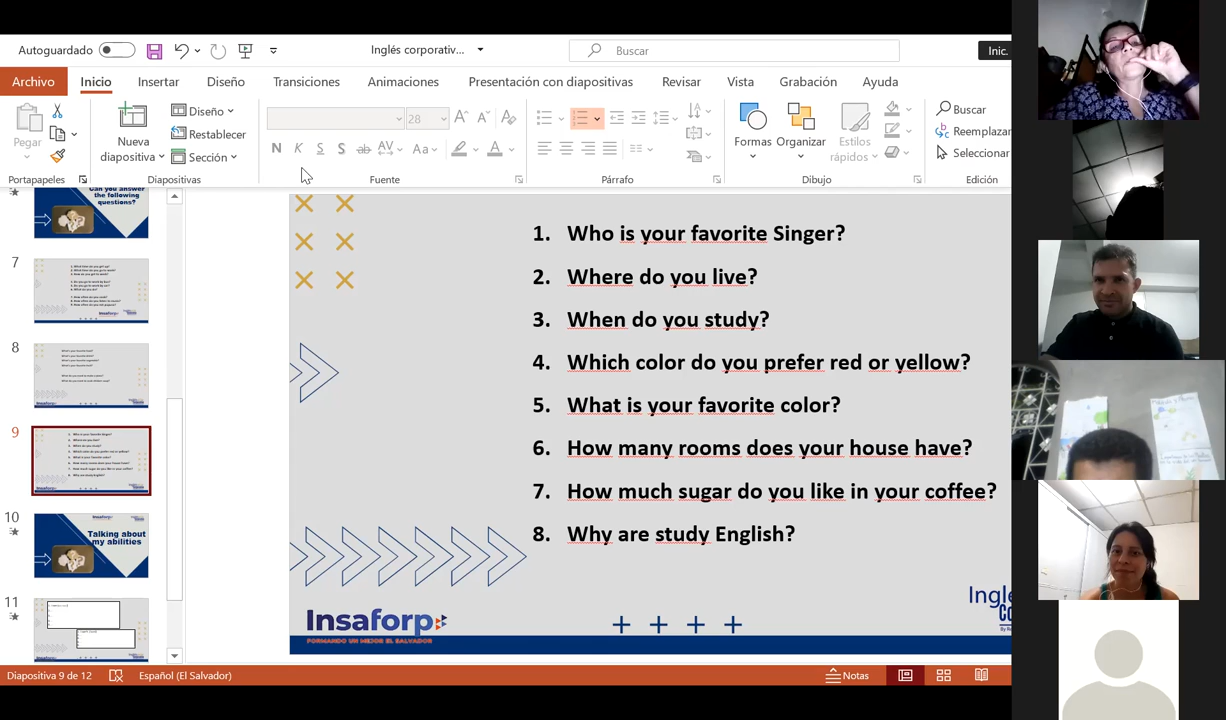 Autoguardado
Inglés corporativ...
Buscar
Inic.
Archivo Inicio Insertar Diseño Transiciones Animaciones Presentación con diapositivas Revisar Vista Grabación Ayuda
Pegar
Nueva
diapositiva
Diseño
Restablecer
Sección
28
N K S S ab AV Aa A
Formas
Organizar
Estilos
rápidos
Buscar
Reemplazar
Seleccionar
Portapapeles Diapositivas Fuente Párrafo Dibujo Edición
Can you answer
the following
questions?
7
8
9
10
Talking about
my abilities
11
1. Who is your favorite Singer?
2. Where do you live?
3. When do you study?
4. Which color do you prefer red or yellow?
5. What is your favorite color?
6. How many rooms does your house have?
7. How much sugar do you like in your coffee?
8. Why are study English?
Insaforp
FORMANDO UN MEJOR EL SALVADOR
Diapositiva 9 de 12 Español (El Salvador) Notas